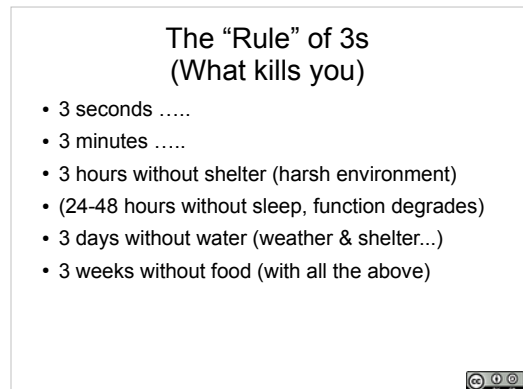 The “Rule” of 3s
(What kills you)
• 3 seconds …..
• 3 minutes …..
• 3 hours without shelter (harsh environment)
• (24-48 hours without sleep, function degrades)
• 3 days without water (weather & shelter...)
• 3 weeks without food (with all the above)